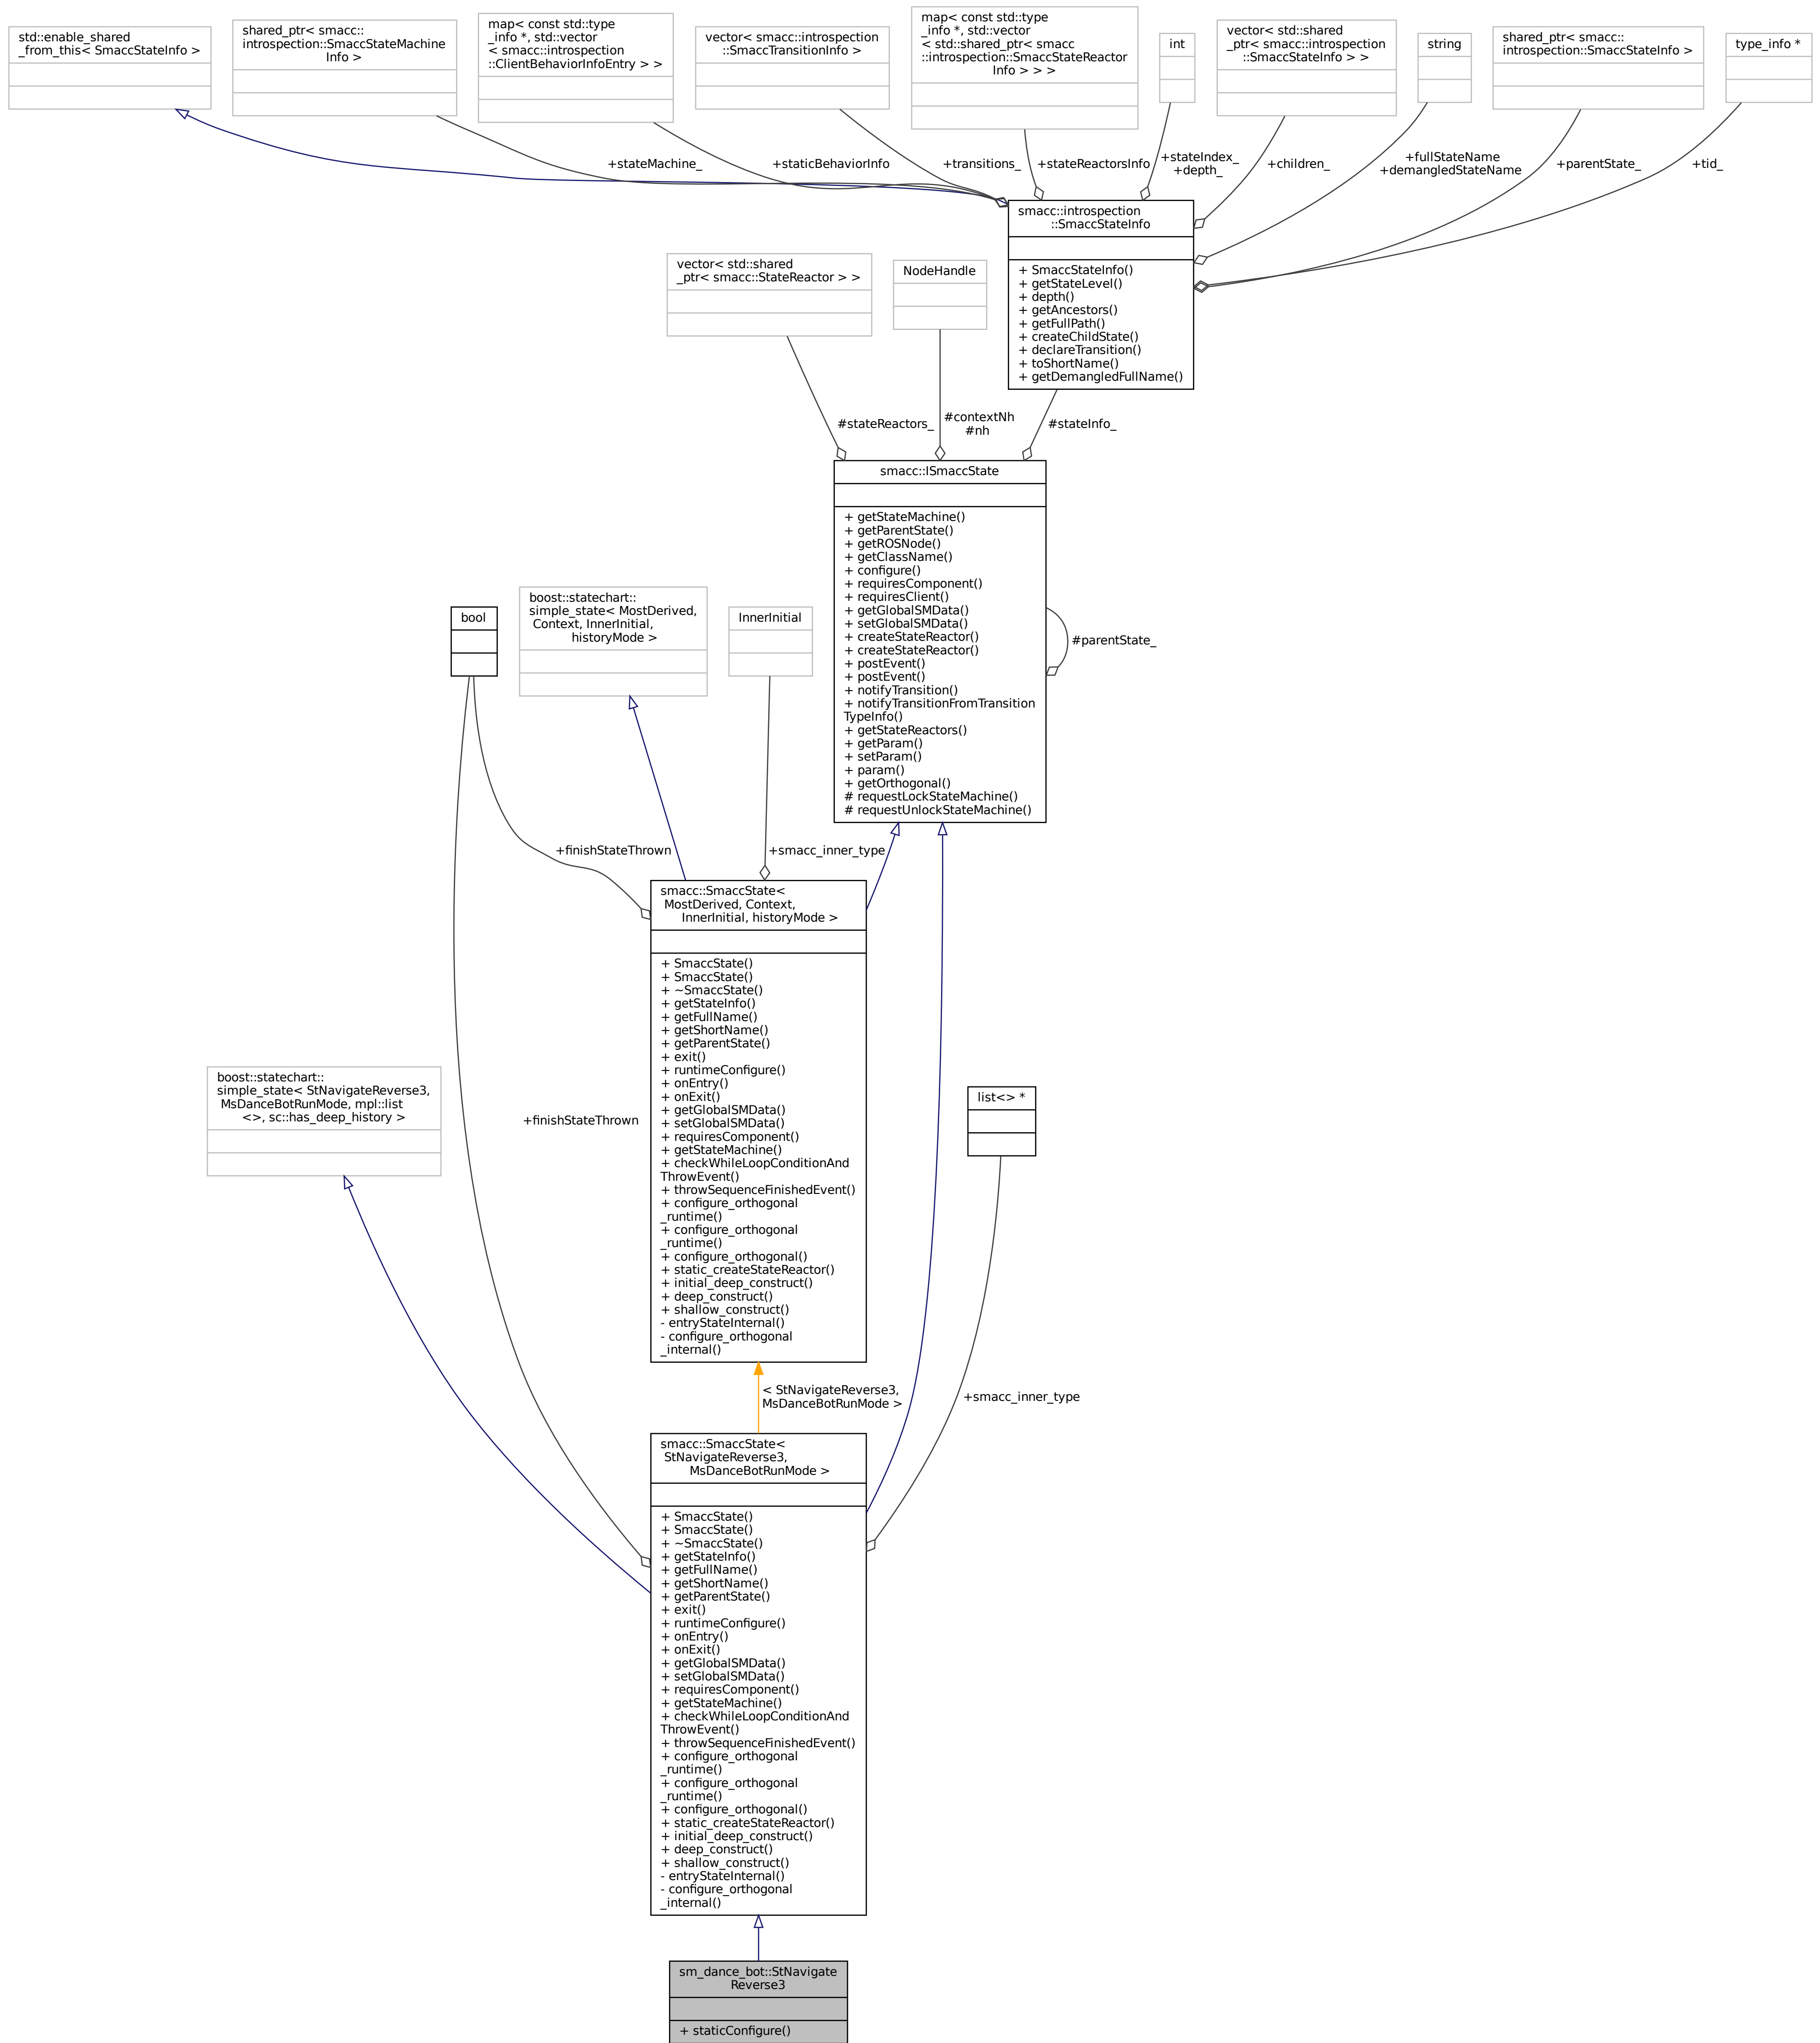 std::enable_shared
_from_this< SmaccStateInfo >
shared_ptr< smacc::
introspection::SmaccStateMachine
Info >
map< const std::type
_info *, std::vector
< smacc::introspection
::ClientBehaviorInfoEntry > >
vector< smacc::introspection
::SmaccTransitionInfo >
map< const std::type
_info *, std::vector
< std::shared_ptr< smacc
::introspection::SmaccStateReactor
Info > > >
int
vector< std::shared
_ptr< smacc::introspection
::SmaccStateInfo > >
string
shared_ptr< smacc::
introspection::SmaccStateInfo >
type_info *
+stateMachine_
+staticBehaviorInfo
+transitions_
+stateReactorsInfo
+stateIndex_
+depth_
+children_
+fullStateName
+demangledStateName
+parentState_
+tid_
smacc::introspection
::SmaccStateInfo
+ SmaccStateInfo()
+ getStateLevel()
+ depth()
+ getAncestors()
+ getFullPath()
+ createChildState()
+ declareTransition()
+ toShortName()
+ getDemangledFullName()
vector< std::shared
_ptr< smacc::StateReactor > >
NodeHandle
#stateReactors_
#contextNh
#nh
#stateInfo_
smacc::ISmaccState
+ getStateMachine()
+ getParentState()
+ getROSNode()
+ getClassName()
+ configure()
+ requiresComponent()
+ requiresClient()
+ getGlobalSMData()
+ setGlobalSMData()
+ createStateReactor()
+ createStateReactor()
+ postEvent()
+ postEvent()
+ notifyTransition()
+ notifyTransitionFromTransition
TypeInfo()
+ getStateReactors()
+ getParam()
+ setParam()
+ param()
+ getOrthogonal()
# requestLockStateMachine()
# requestUnlockStateMachine()
#parentState_
bool
boost::statechart::
simple_state< MostDerived,
Context, InnerInitial,
historyMode >
InnerInitial
+finishStateThrown
+smacc_inner_type
smacc::SmaccState<
MostDerived, Context,
InnerInitial, historyMode >
+ SmaccState()
+ SmaccState()
+ ~SmaccState()
+ getStateInfo()
+ getFullName()
+ getShortName()
+ getParentState()
+ exit()
+ runtimeConfigure()
+ onEntry()
+ onExit()
+ getGlobalSMData()
+ setGlobalSMData()
+ requiresComponent()
+ getStateMachine()
+ checkWhileLoopConditionAnd
ThrowEvent()
+ throwSequenceFinishedEvent()
+ configure_orthogonal
_runtime()
+ configure_orthogonal
_runtime()
+ configure_orthogonal()
+ static_createStateReactor()
+ initial_deep_construct()
+ deep_construct()
+ shallow_construct()
- entryStateInternal()
- configure_orthogonal
_internal()
boost::statechart::
simple_state< StNavigateReverse3,
MsDanceBotRunMode, mpl::list
<>, sc::has_deep_history >
+finishStateThrown
list<> *
< StNavigateReverse3,
MsDanceBotRunMode >
+smacc_inner_type
smacc::SmaccState<
StNavigateReverse3,
MsDanceBotRunMode >
+ SmaccState()
+ SmaccState()
+ ~SmaccState()
+ getStateInfo()
+ getFullName()
+ getShortName()
+ getParentState()
+ exit()
+ runtimeConfigure()
+ onEntry()
+ onExit()
+ getGlobalSMData()
+ setGlobalSMData()
+ requiresComponent()
+ getStateMachine()
+ checkWhileLoopConditionAnd
ThrowEvent()
+ throwSequenceFinishedEvent()
+ configure_orthogonal
_runtime()
+ configure_orthogonal
_runtime()
+ configure_orthogonal()
+ static_createStateReactor()
+ initial_deep_construct()
+ deep_construct()
+ shallow_construct()
- entryStateInternal()
- configure_orthogonal
_internal()
sm_dance_bot::StNavigate
Reverse3
+ staticConfigure()